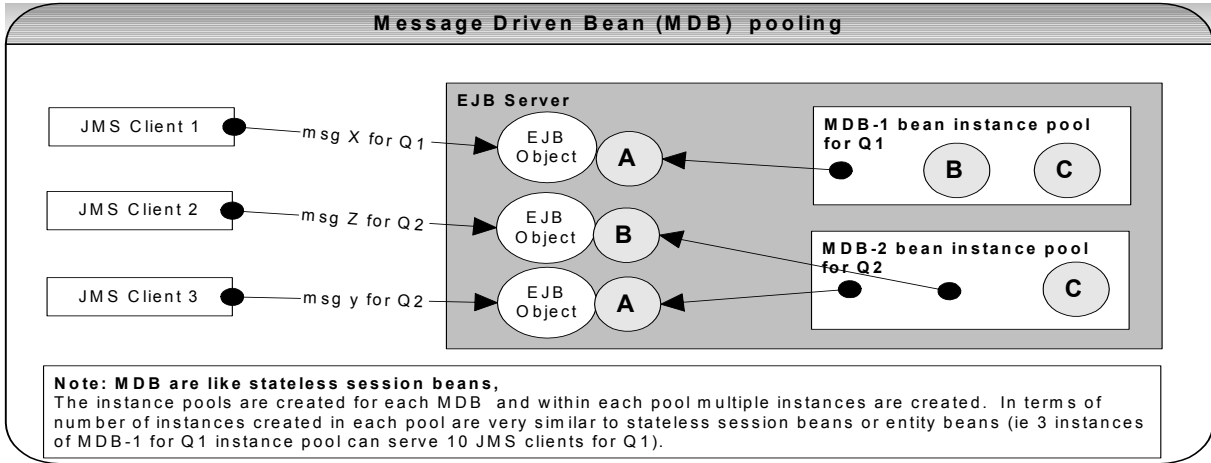 Message Driven Bean (MDB) pooling
EJB Server
JMS Client 1
msg X for Q1
EJB
Object
A
MDB-1 bean instance pool
for Q1
B
C
JMS Client 2
msg Z for Q2
EJB
Object
B
MDB-2 bean instance pool
for Q2
C
JMS Client 3
msg y for Q2
EJB
Object
A
Note: MDB are like stateless session beans,
The instance pools are created for each MDB and within each pool multiple instances are created. In terms of
number of instances created in each pool are very similar to stateless session beans or entity beans (ie 3 instances
of MDB-1 for Q1 instance pool can serve 10 JMS clients for Q1).